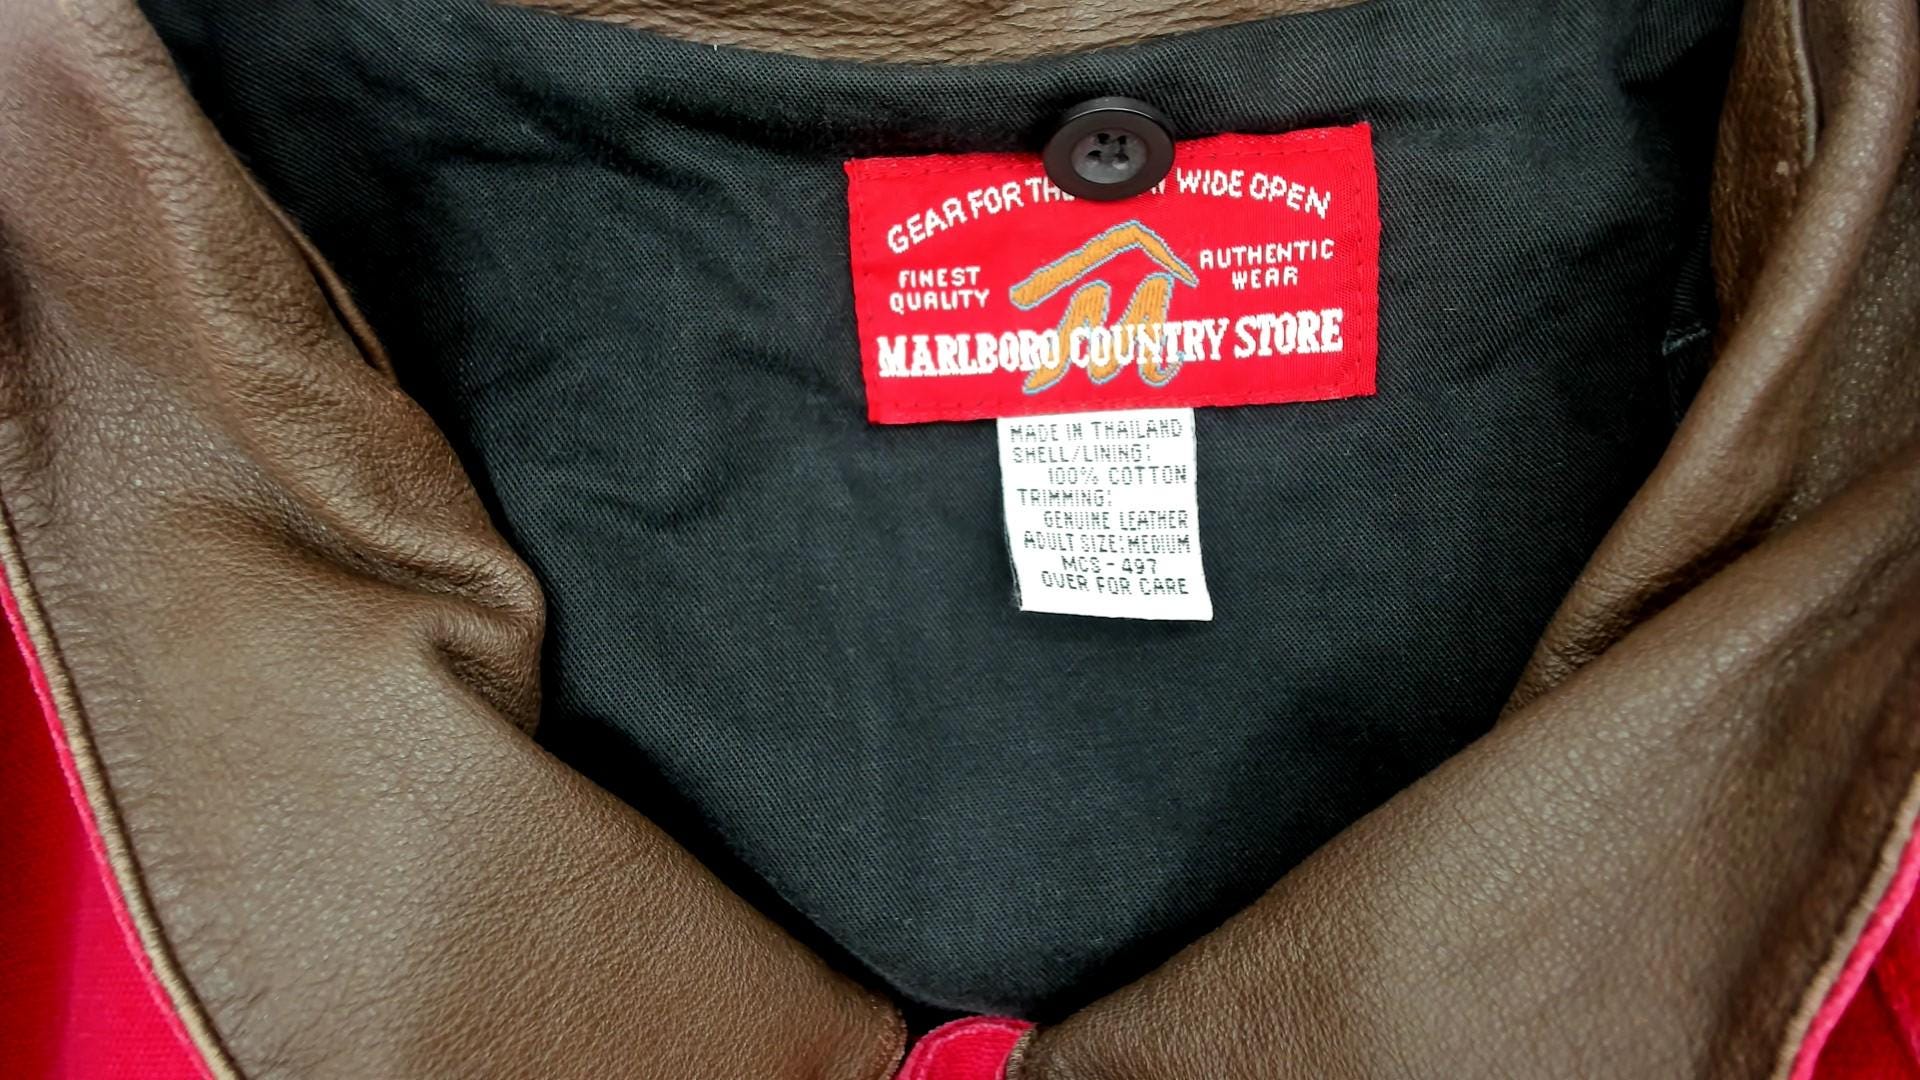 GEAR FOR WIDE OPEN
FINEST
QUALITY
AUTHENTIC
WEAR
MARLBORO COUNTRY STORE
MADE IN THAILAND
SHELL/LINING:
100% COTTON
TRIMMING:
GENUINE LEATHER
ADULT SIZE: MEDIUM
MCS-497
OVER FOR CARE